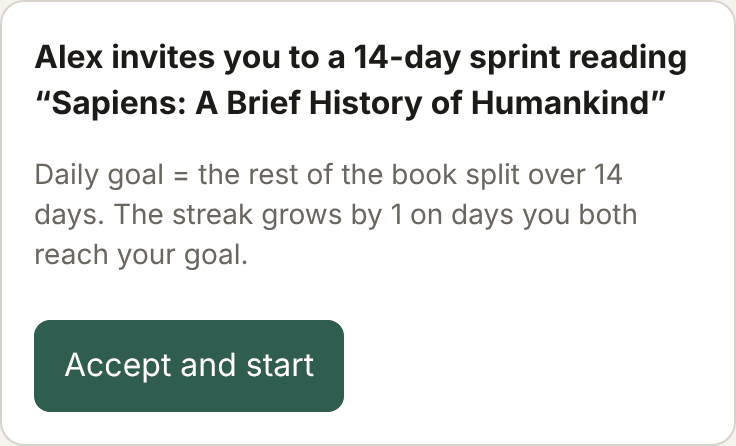 Alex invites you to a 14-day sprint reading
“Sapiens: A Brief History of Humankind”
Daily goal = the rest of the book split over 14
days. The streak grows by 1 on days you both
reach your goal.
Accept and start